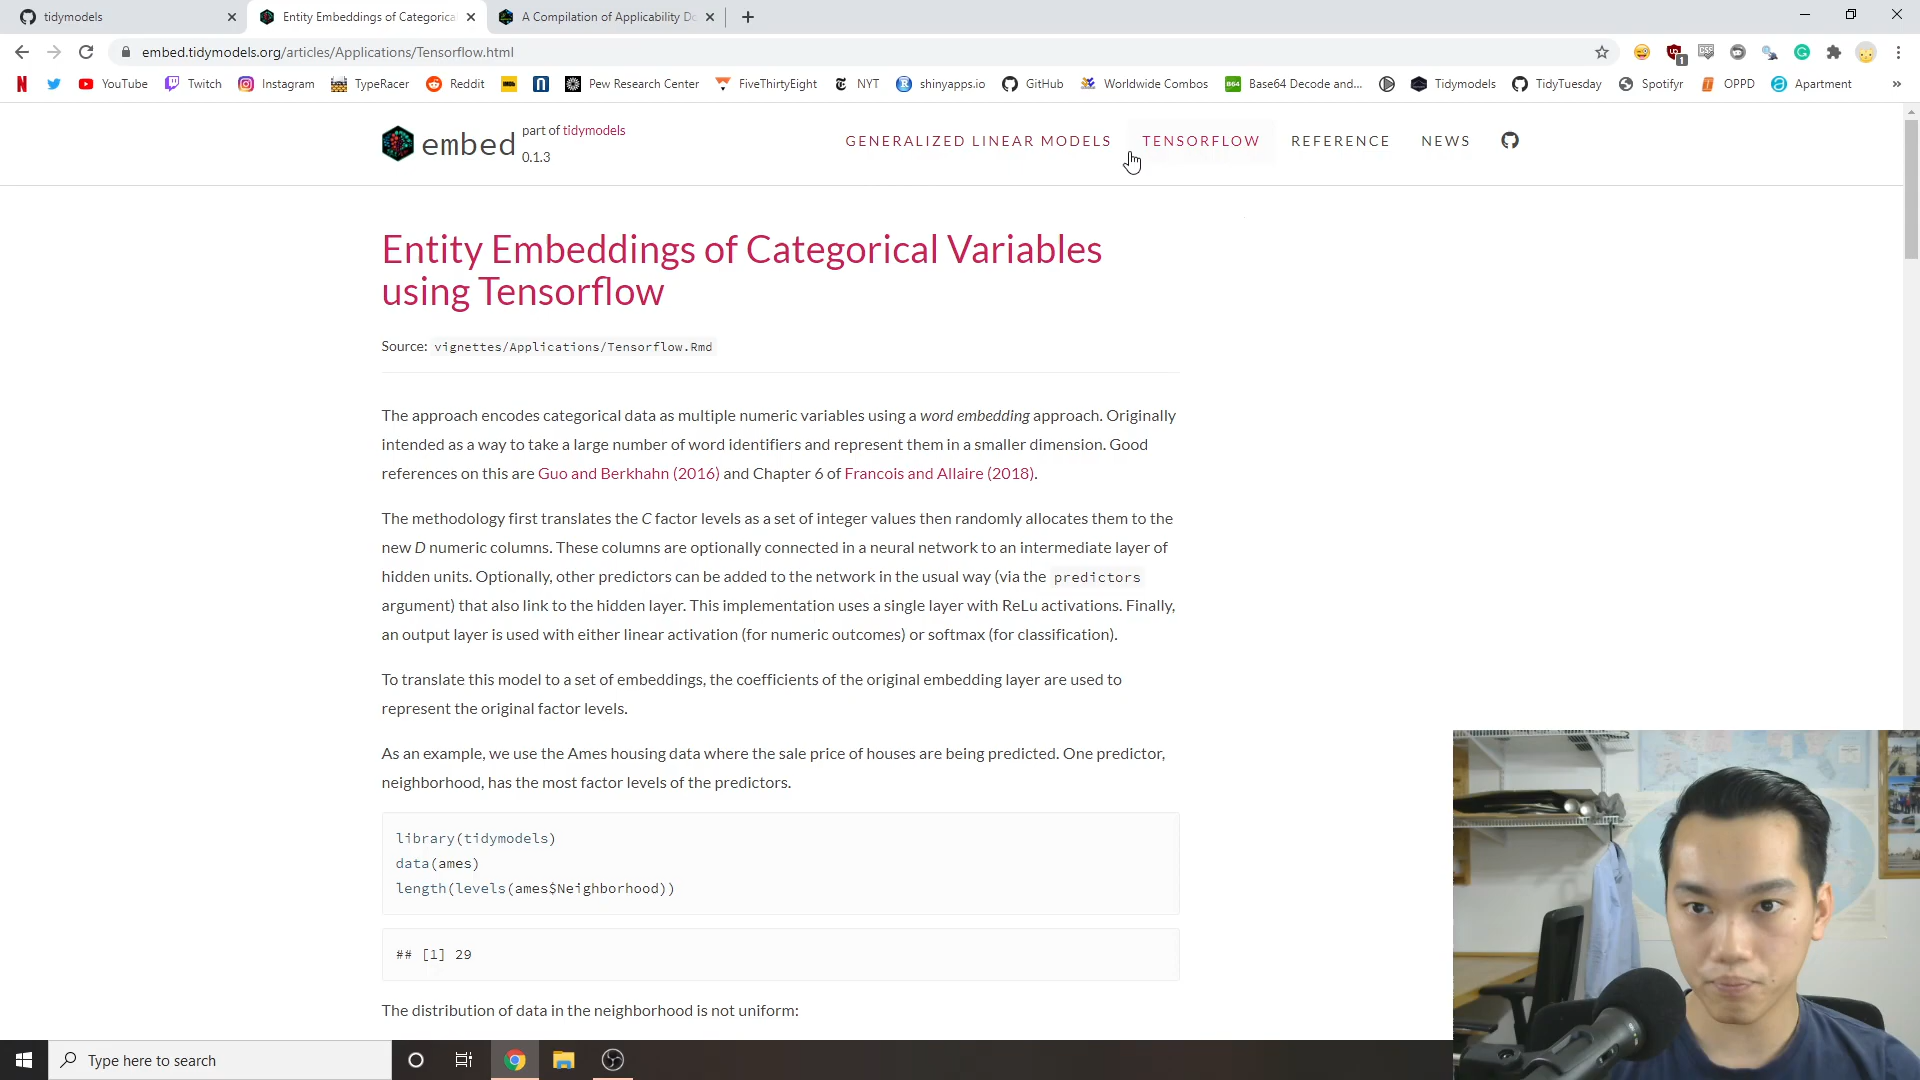 tidymodels
Entity Embeddings of Categorica
A Compilation of Applicability Do
embed.tidymodels.org/articles/Applications/Tensorflow.html
YouTube Twitch Instagram TypeRacer Reddit Pew Research Center FiveThirtyEight NYT shinyapps.io GitHub Worldwide Combos Base64 Decode and... Tidymodels TidyTuesday Spotifyr OPPD Apartment »
embed part of tidymodels
0.1.3
GENERALIZED LINEAR MODELS TENSORFLOW REFERENCE NEWS
Entity Embeddings of Categorical Variables
using Tensorflow
Source: vignettes/Applications/Tensorflow.Rmd
The approach encodes categorical data as multiple numeric variables using a word embedding approach. Originally
intended as a way to take a large number of word identifiers and represent them in a smaller dimension. Good
references on this are Guo and Berkhahn (2016) and Chapter 6 of Francois and Allaire (2018).
The methodology first translates the C factor levels as a set of integer values then randomly allocates them to the
new D numeric columns. These columns are optionally connected in a neural network to an intermediate layer of
hidden units. Optionally, other predictors can be added to the network in the usual way (via the predictors
argument) that also link to the hidden layer. This implementation uses a single layer with ReLu activations. Finally,
an output layer is used with either linear activation (for numeric outcomes) or softmax (for classification).
To translate this model to a set of embeddings, the coefficients of the original embedding layer are used to
represent the original factor levels.
As an example, we use the Ames housing data where the sale price of houses are being predicted. One predictor,
neighborhood, has the most factor levels of the predictors.
library(tidymodels)
data(ames)
length(levels(ames$Neighborhood))
## [1] 29
The distribution of data in the neighborhood is not uniform:
Type here to search